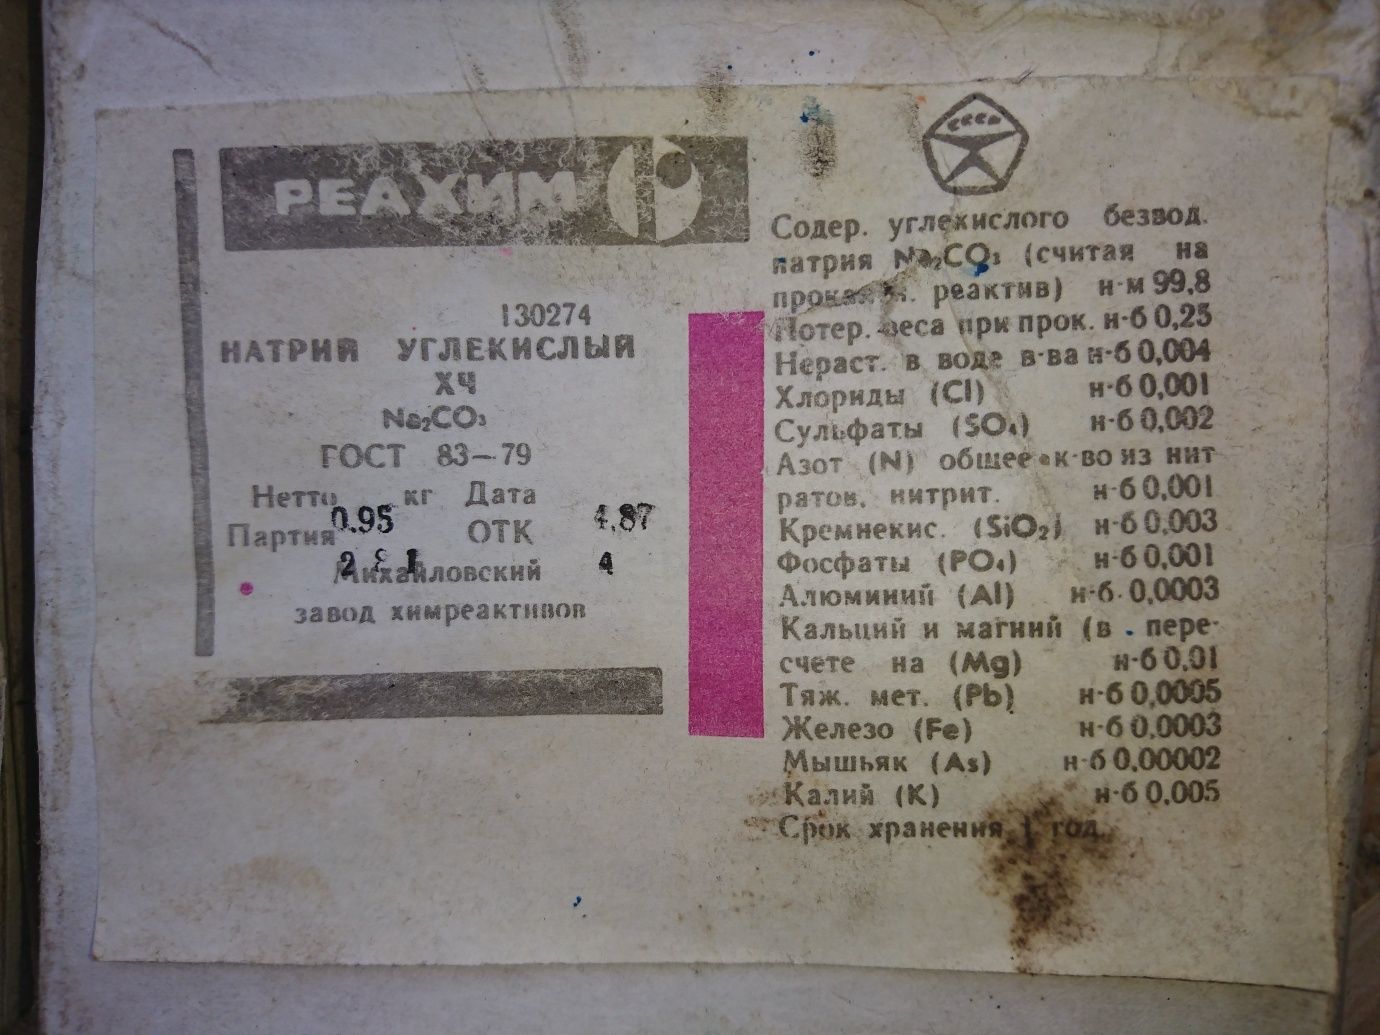 РЕАХИМ
130274
НАТРИЙ УГЛЕКИСЛЫЙ
ХЧ
Na₂CO₃
ГОСТ 83—79
Нетто 0.95 кг Дата 4.87
Партия 281 ОТК 4
Михайловский
завод химреактивов
СССР
Содер. углекислого безвод.
натрия Na₂CO₃ (считая на
реактив) н-м 99.8
Потер. веса при прок. н-б 0,25
Нераст. в воде в-ва н-б 0,004
Хлориды (Cl) н-б 0,001
Сульфаты (SO₄) н-б 0,002
Азот (N) общее к-во из нит
ратов, нитрит. н-б 0,001
Кремнекис. (SiO₂) н-б 0,003
Фосфаты (PO₄) н-б 0,001
Алюминий (Al) н-б. 0,0003
Кальций и магний (в пере-
счете на (Mg) н-б 0,01
Тяж. мет. (Pb) н-б 0,0005
Железо (Fe) н-б 0.0003
Мышьяк (As) н-б 0,00002
Калий (K) н-б 0.005
Срок хранения 1 год.